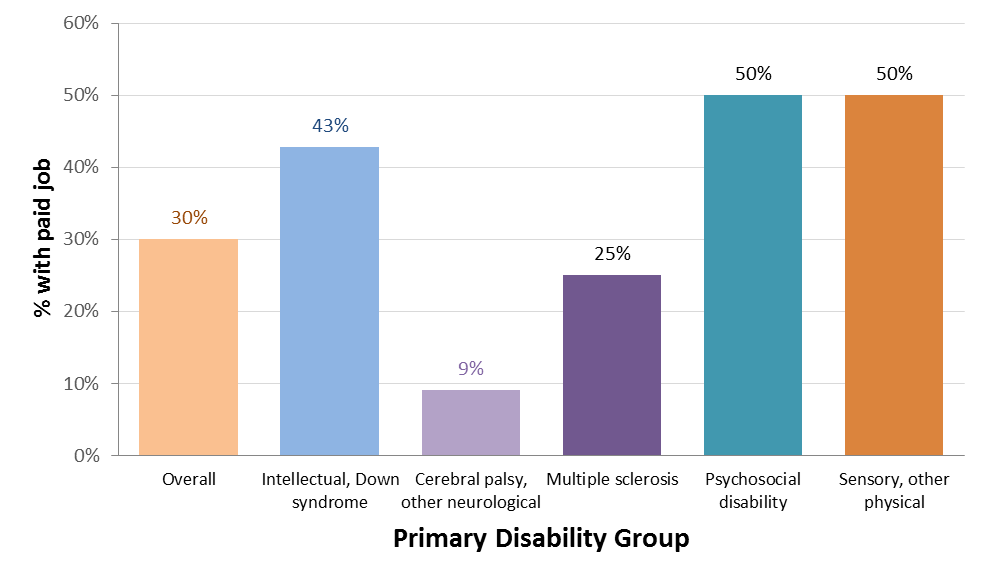 60%
50%
40%
30%
20%
10%
0%
% with paid job
30%
43%
9%
25%
50%
50%
Overall
Intellectual, Down
syndrome
Cerebral palsy,
other neurological
Multiple sclerosis
Psychosocial
disability
Sensory, other
physical
Primary Disability Group